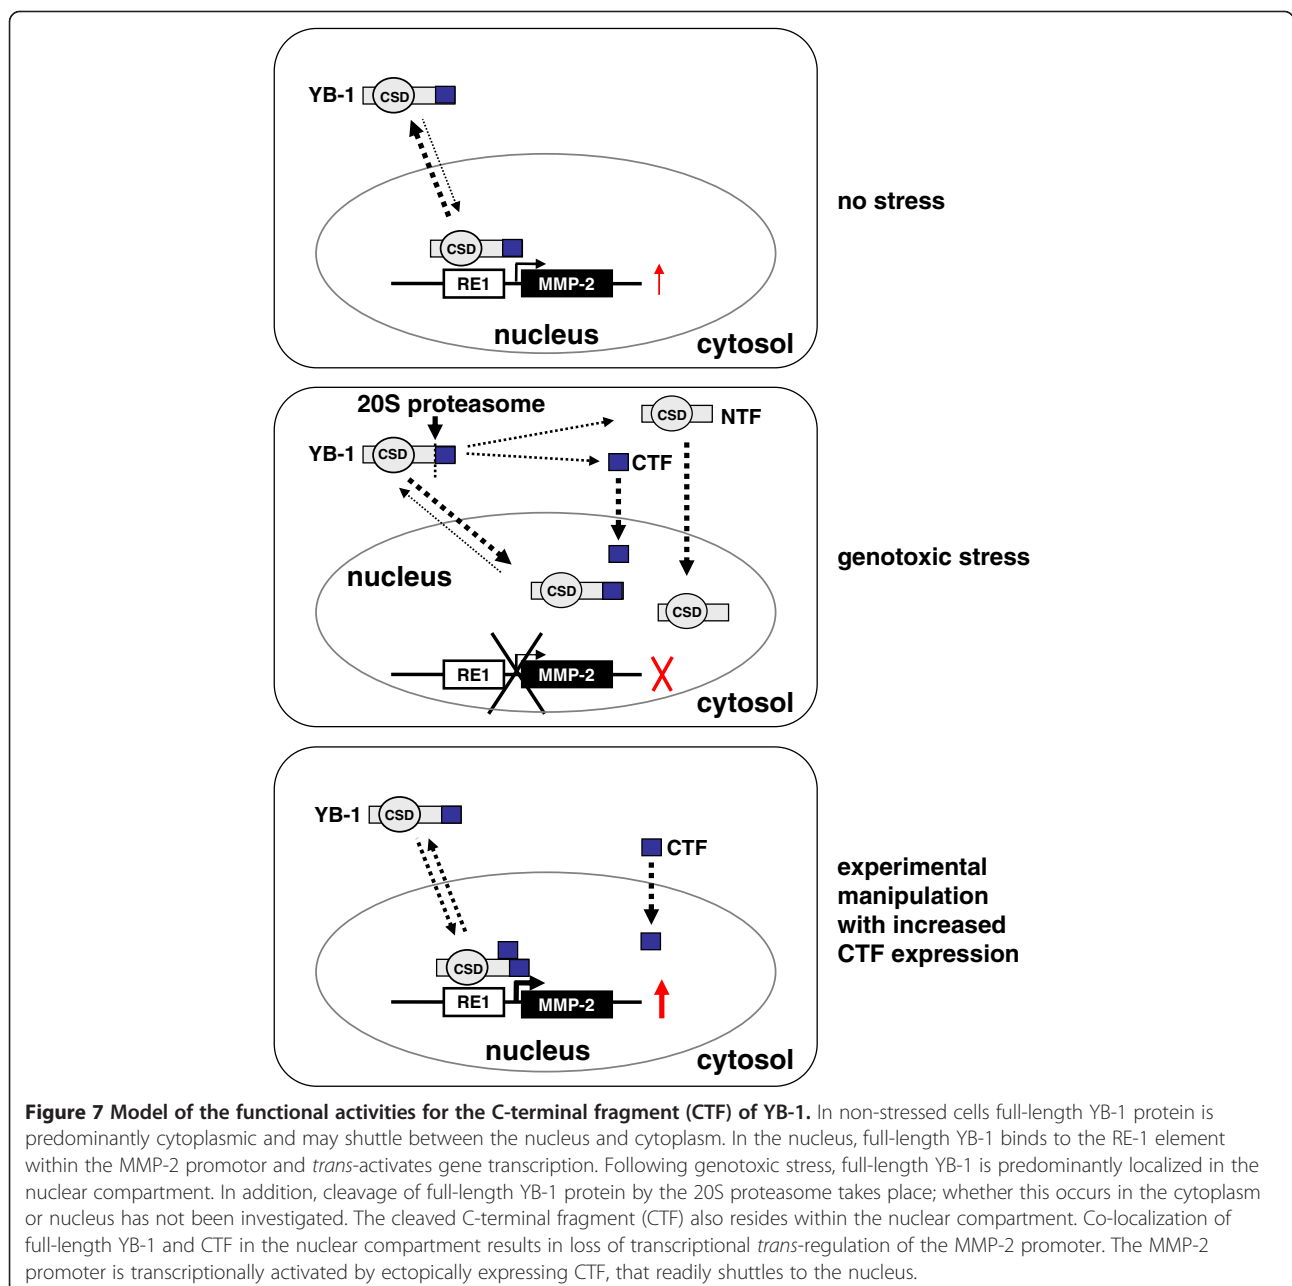 YB-1 CSD
CSD
RE1 MMP-2
nucleus
cytosol
no stress
20S proteasome
CSD NTF
YB-1 CSD
CTF
nucleus
CSD
CSD
RE1 MMP-2
cytosol
genotoxic stress
YB-1 CSD
CTF
CSD
RE1 MMP-2
nucleus
cytosol
experimental
manipulation
with increased
CTF expression
Figure 7 Model of the functional activities for the C-terminal fragment (CTF) of YB-1. In non-stressed cells full-length YB-1 protein is
predominantly cytoplasmic and may shuttle between the nucleus and cytoplasm. In the nucleus, full-length YB-1 binds to the RE-1 element
within the MMP-2 promotor and trans-activates gene transcription. Following genotoxic stress, full-length YB-1 is predominantly localized in the
nuclear compartment. In addition, cleavage of full-length YB-1 protein by the 20S proteasome takes place; whether this occurs in the cytoplasm
or nucleus has not been investigated. The cleaved C-terminal fragment (CTF) also resides within the nuclear compartment. Co-localization of
full-length YB-1 and CTF in the nuclear compartment results in loss of transcriptional trans-regulation of the MMP-2 promoter. The MMP-2
promoter is transcriptionally activated by ectopically expressing CTF, that readily shuttles to the nucleus.